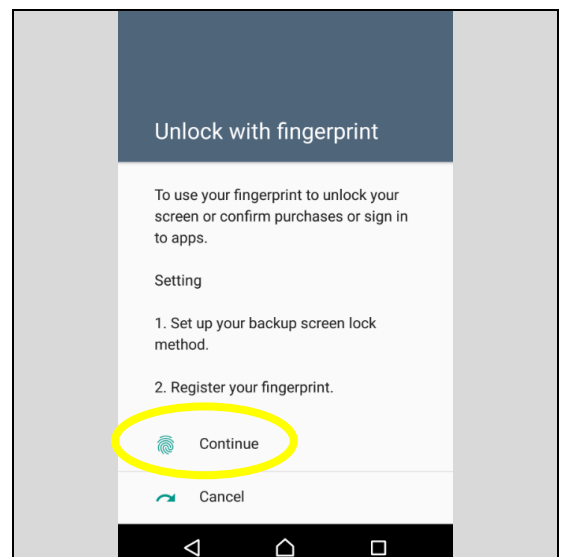 Unlock with fingerprint
To use your fingerprint to unlock your
screen or confirm purchases or sign in
to apps.
Setting
1. Set up your backup screen lock
method.
2. Register your fingerprint.
Continue
Cancel